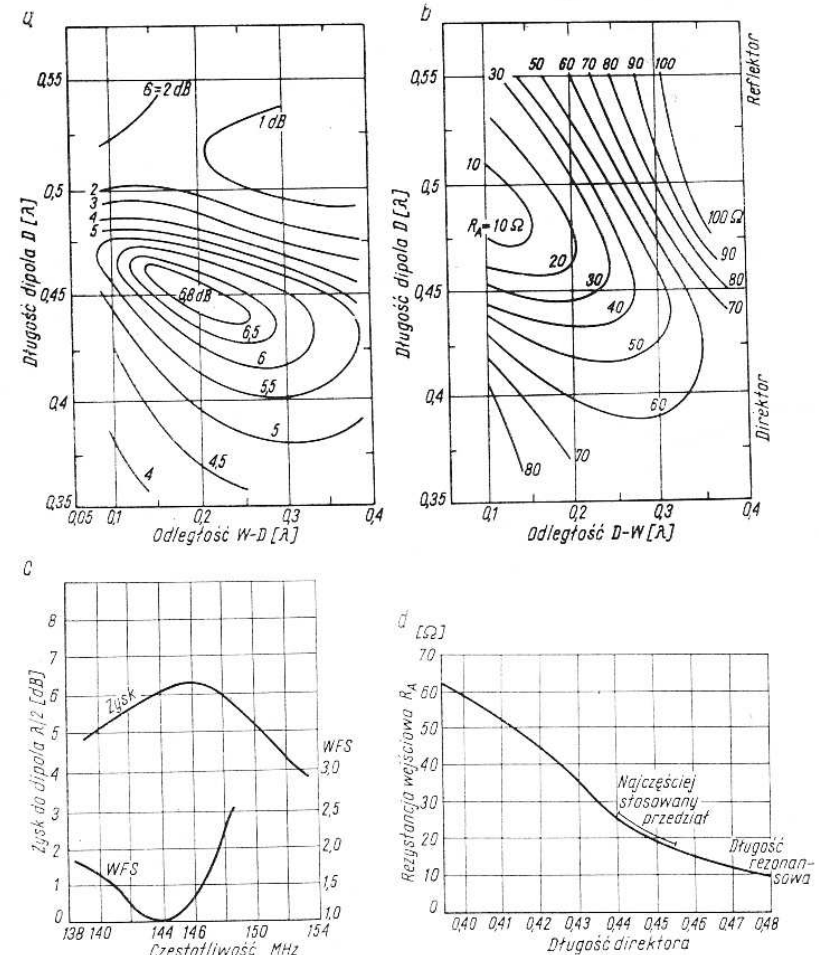 a
0,55
0,5
0,45
0,4
0,35
Długość dipola D [λ]
6=2 dB
1 dB
2
3
4
5
6,8 dB
6,5
6
5,5
5
4,5
4
0,05 0,1 0,2 0,3 0,4
Odległość W-D [λ]
b
0,55
0,5
0,45
0,4
0,35
Długość dipola D [λ]
30 50 60 70 80 90 100
10
R_A=10 Ω
20
30
40
50
60
70
80
100 Ω
90
80
70
Reflektor
Direktor
0,1 0,2 0,3 0,4
Odległość D-W [λ]
c
Zysk do dipola λ/2 [dB]
8
7
6
5
4
3
2
1
0
Zysk
WFS
WFS
3,0
2,5
2,0
1,5
1,0
138 140 144 146 150 154
Częstotliwość MHz
d
[Ω]
Rezystancja wejściowa R_A
70
60
50
40
30
20
10
0
Najczęściej
stosowany
przedział
Długość
rezonan-
sowa
0,40 0,41 0,42 0,43 0,44 0,45 0,46 0,47 0,48
Długość direktora